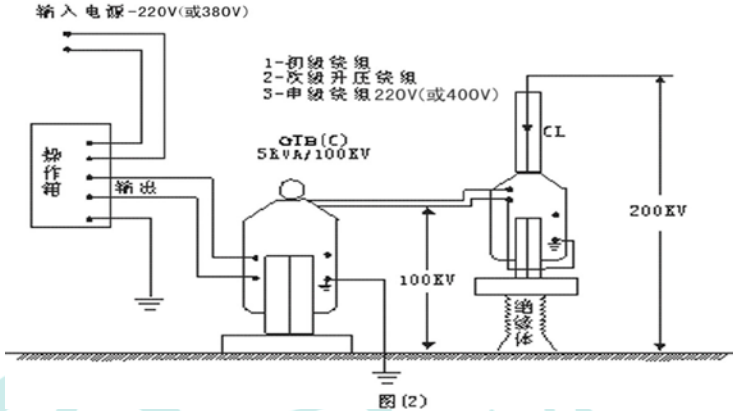 输入电源-220V(或380V)
1-初级绕组
2-次级升压绕组
3-串级绕组220V(或400V)
GTB(C)
5KVA/100KV
CL
操作箱
输出
200KV
100KV
绝缘体
图(2)